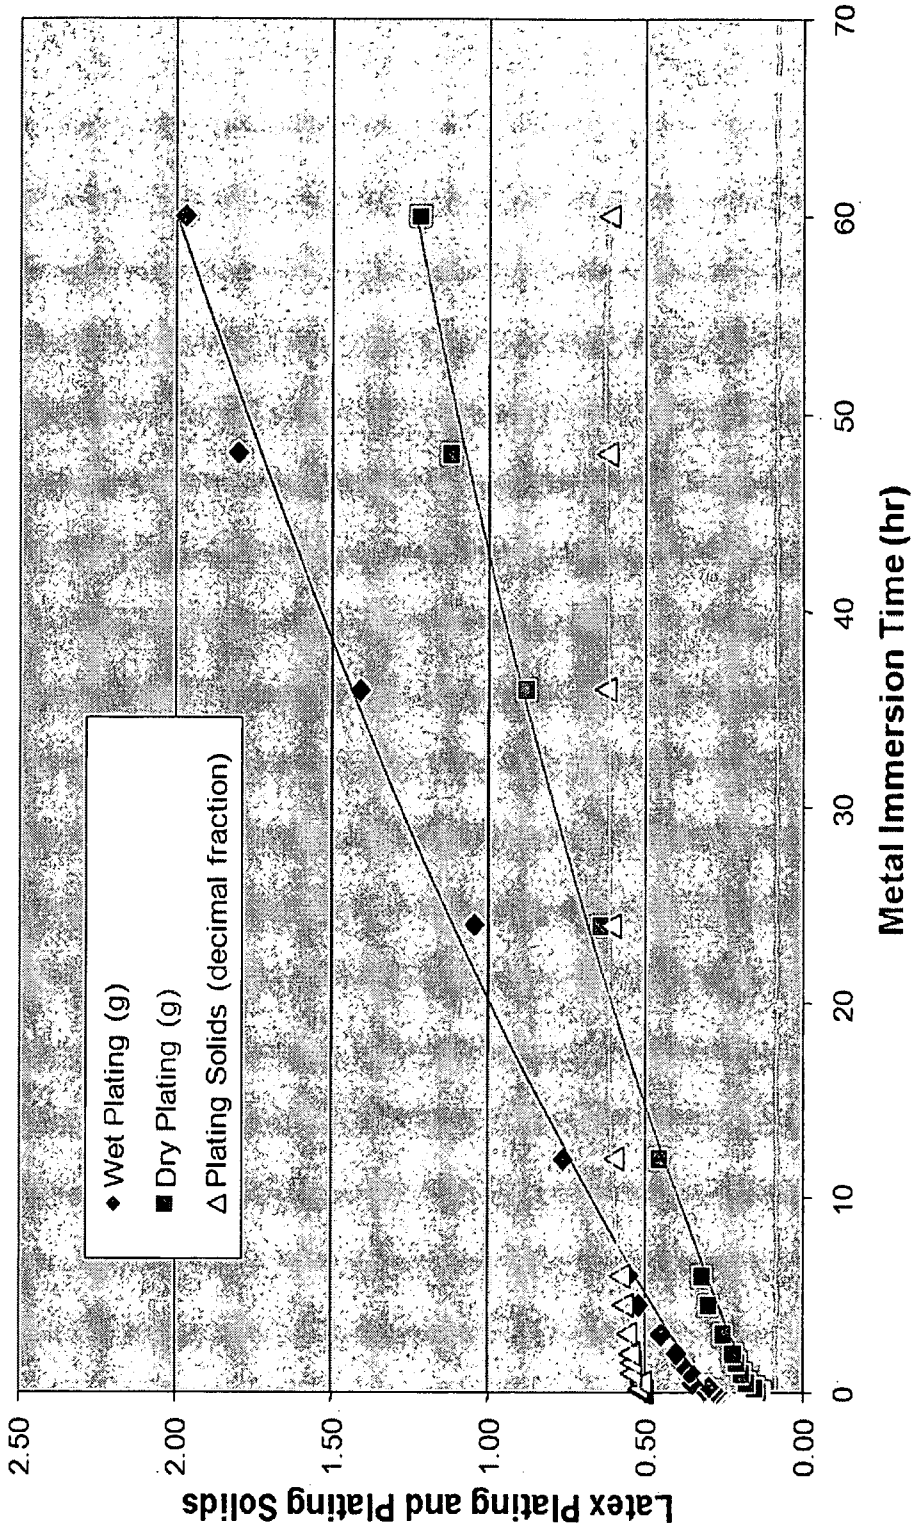 Latex Plating and Plating Solids
2.50
2.00
1.50
1.00
0.50
0.00
◆ Wet Plating (g)
■ Dry Plating (g)
△ Plating Solids (decimal fraction)
0
10
20
30
40
50
60
70
Metal Immersion Time (hr)